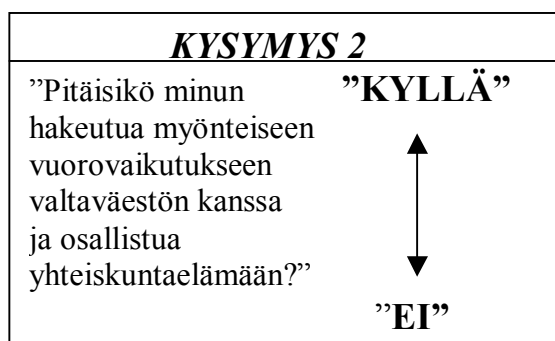 KYSYMYS 2
”Pitäisikö minun ”KYLLÄ”
hakeutua myönteiseen
vuorovaikutukseen
valtaväestön kanssa
ja osallistua
yhteiskuntaelämään?”
”EI”